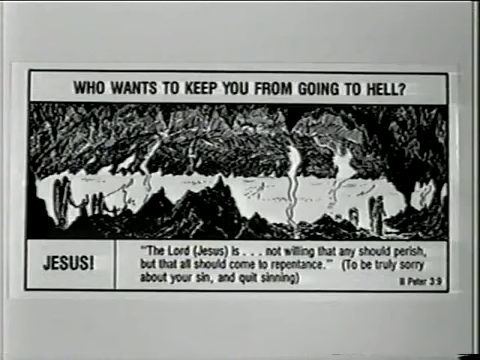 WHO WANTS TO KEEP YOU FROM GOING TO HELL?
JESUS!
"The Lord (Jesus) is . . . not willing that any should perish,
but that all should come to repentance." (To be truly sorry
about your sin, and quit sinning)
II Peter 3:9